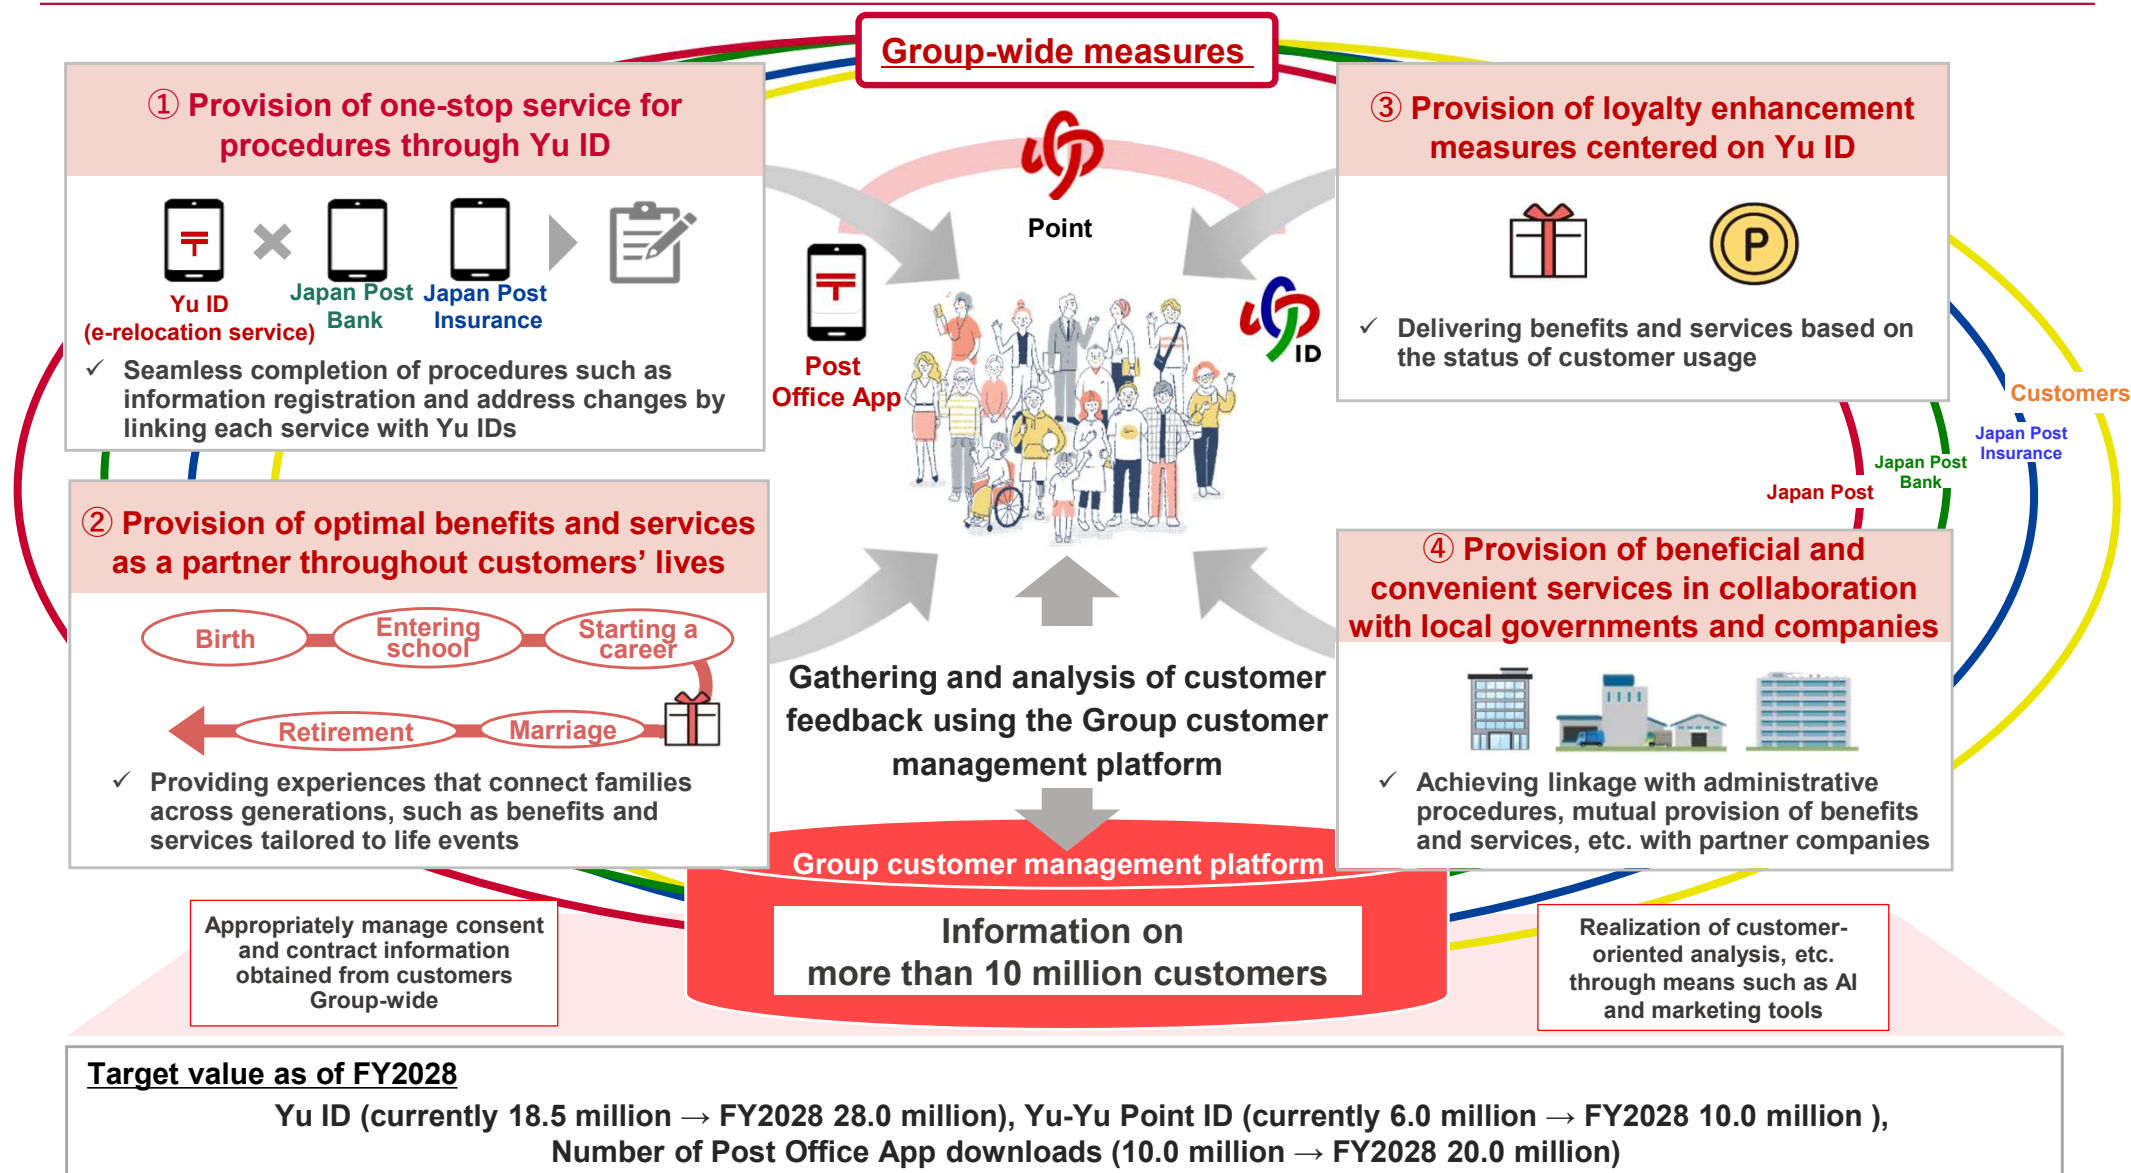 Group-wide measures
① Provision of one-stop service for
procedures through Yu ID
Yu ID
(e-relocation service)
Japan Post
Bank
Japan Post
Insurance
✓ Seamless completion of procedures such as
information registration and address changes by
linking each service with Yu IDs
② Provision of optimal benefits and services
as a partner throughout customers’ lives
Birth
Entering
school
Starting a
career
Retirement
Marriage
✓ Providing experiences that connect families
across generations, such as benefits and
services tailored to life events
Point
Post
Office App
ID
③ Provision of loyalty enhancement
measures centered on Yu ID
P
✓ Delivering benefits and services based on
the status of customer usage
Customers
Japan Post
Insurance
Japan Post
Bank
Japan Post
④ Provision of beneficial and
convenient services in collaboration
with local governments and companies
✓ Achieving linkage with administrative
procedures, mutual provision of benefits
and services, etc. with partner companies
Gathering and analysis of customer
feedback using the Group customer
management platform
Group customer management platform
Information on
more than 10 million customers
Appropriately manage consent
and contract information
obtained from customers
Group-wide
Realization of customer-
oriented analysis, etc.
through means such as AI
and marketing tools
Target value as of FY2028
Yu ID (currently 18.5 million → FY2028 28.0 million), Yu-Yu Point ID (currently 6.0 million → FY2028 10.0 million ),
Number of Post Office App downloads (10.0 million → FY2028 20.0 million)